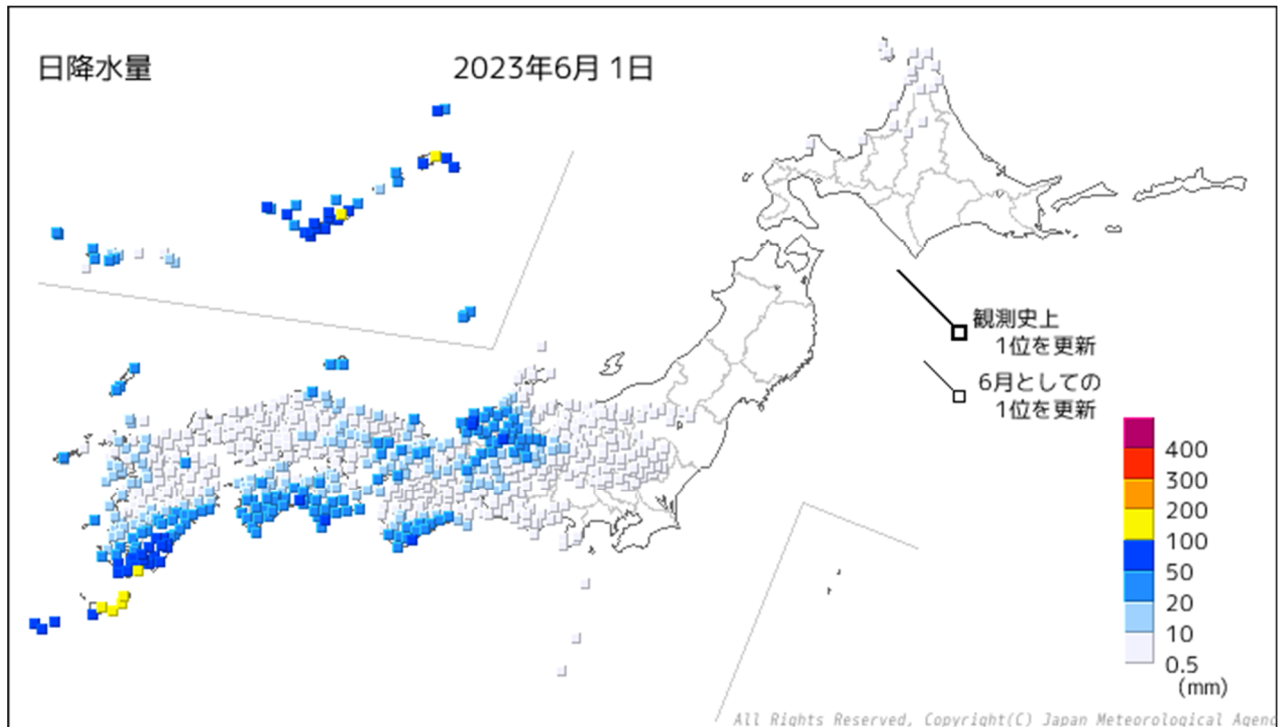 日降水量
2023年6月 1日
観測史上
1位を更新
6月としての
1位を更新
400
300
200
100
50
20
10
0.5
(mm)
All Rights Reserved, Copyright(C) Japan Meteorological Agenc